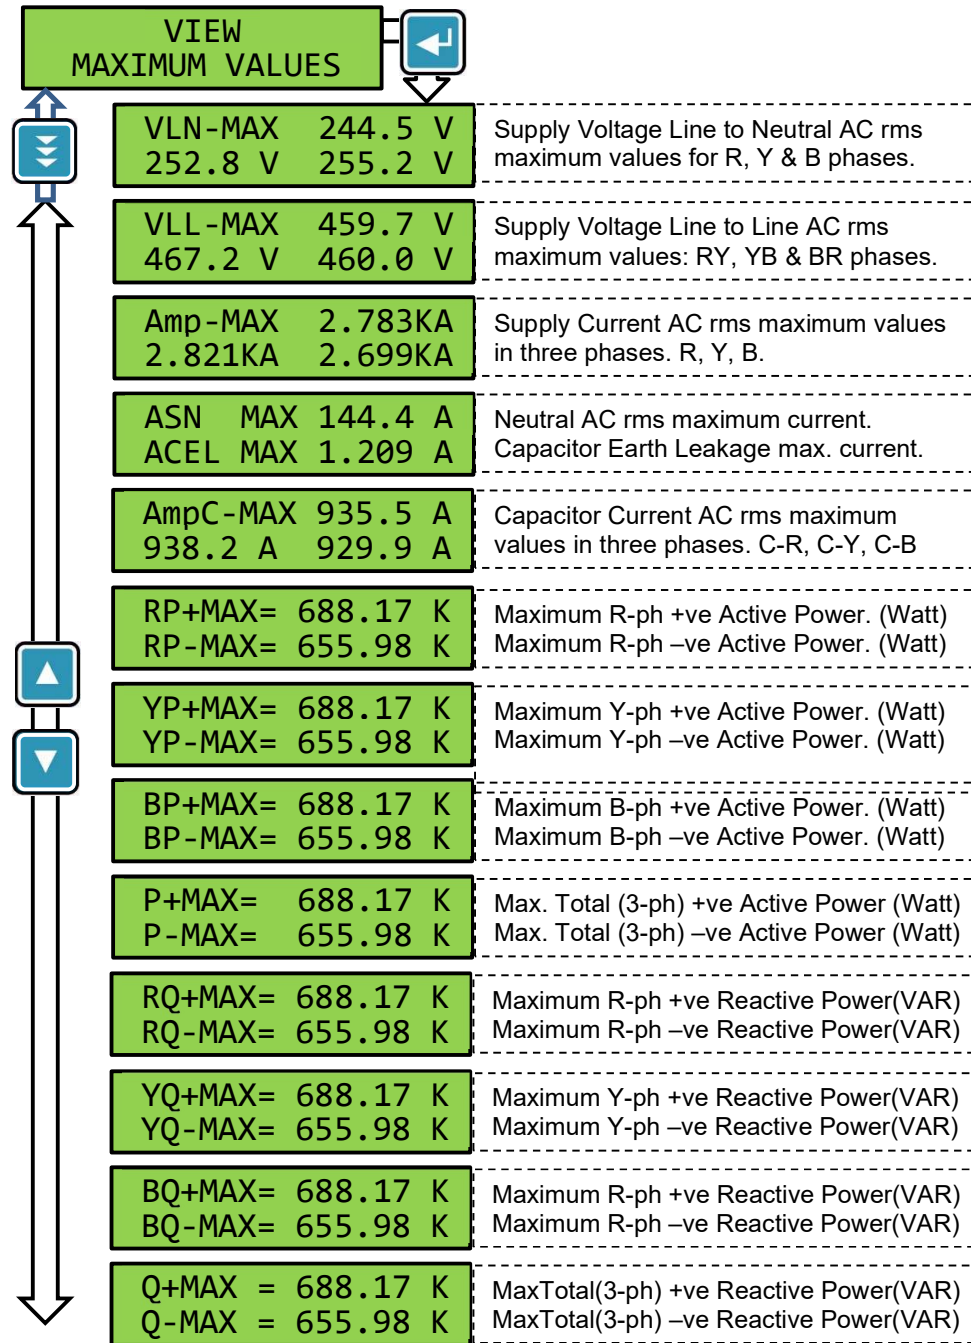 VIEW
MAXIMUM VALUES
VLN-MAX 244.5 V
252.8 V 255.2 V
Supply Voltage Line to Neutral AC rms
maximum values for R, Y & B phases.
VLL-MAX 459.7 V
467.2 V 460.0 V
Supply Voltage Line to Line AC rms
maximum values: RY, YB & BR phases.
Amp-MAX 2.783KA
2.821KA 2.699KA
Supply Current AC rms maximum values
in three phases. R, Y, B.
ASN MAX 144.4 A
ACEL MAX 1.209 A
Neutral AC rms maximum current.
Capacitor Earth Leakage max. current.
AmpC-MAX 935.5 A
938.2 A 929.9 A
Capacitor Current AC rms maximum
values in three phases. C-R, C-Y, C-B
RP+MAX= 688.17 K
RP-MAX= 655.98 K
Maximum R-ph +ve Active Power. (Watt)
Maximum R-ph –ve Active Power. (Watt)
YP+MAX= 688.17 K
YP-MAX= 655.98 K
Maximum Y-ph +ve Active Power. (Watt)
Maximum Y-ph –ve Active Power. (Watt)
BP+MAX= 688.17 K
BP-MAX= 655.98 K
Maximum B-ph +ve Active Power. (Watt)
Maximum B-ph –ve Active Power. (Watt)
P+MAX= 688.17 K
P-MAX= 655.98 K
Max. Total (3-ph) +ve Active Power (Watt)
Max. Total (3-ph) –ve Active Power (Watt)
RQ+MAX= 688.17 K
RQ-MAX= 655.98 K
Maximum R-ph +ve Reactive Power(VAR)
Maximum R-ph –ve Reactive Power(VAR)
YQ+MAX= 688.17 K
YQ-MAX= 655.98 K
Maximum Y-ph +ve Reactive Power(VAR)
Maximum Y-ph –ve Reactive Power(VAR)
BQ+MAX= 688.17 K
BQ-MAX= 655.98 K
Maximum R-ph +ve Reactive Power(VAR)
Maximum R-ph –ve Reactive Power(VAR)
Q+MAX = 688.17 K
Q-MAX = 655.98 K
MaxTotal(3-ph) +ve Reactive Power(VAR)
MaxTotal(3-ph) –ve Reactive Power(VAR)